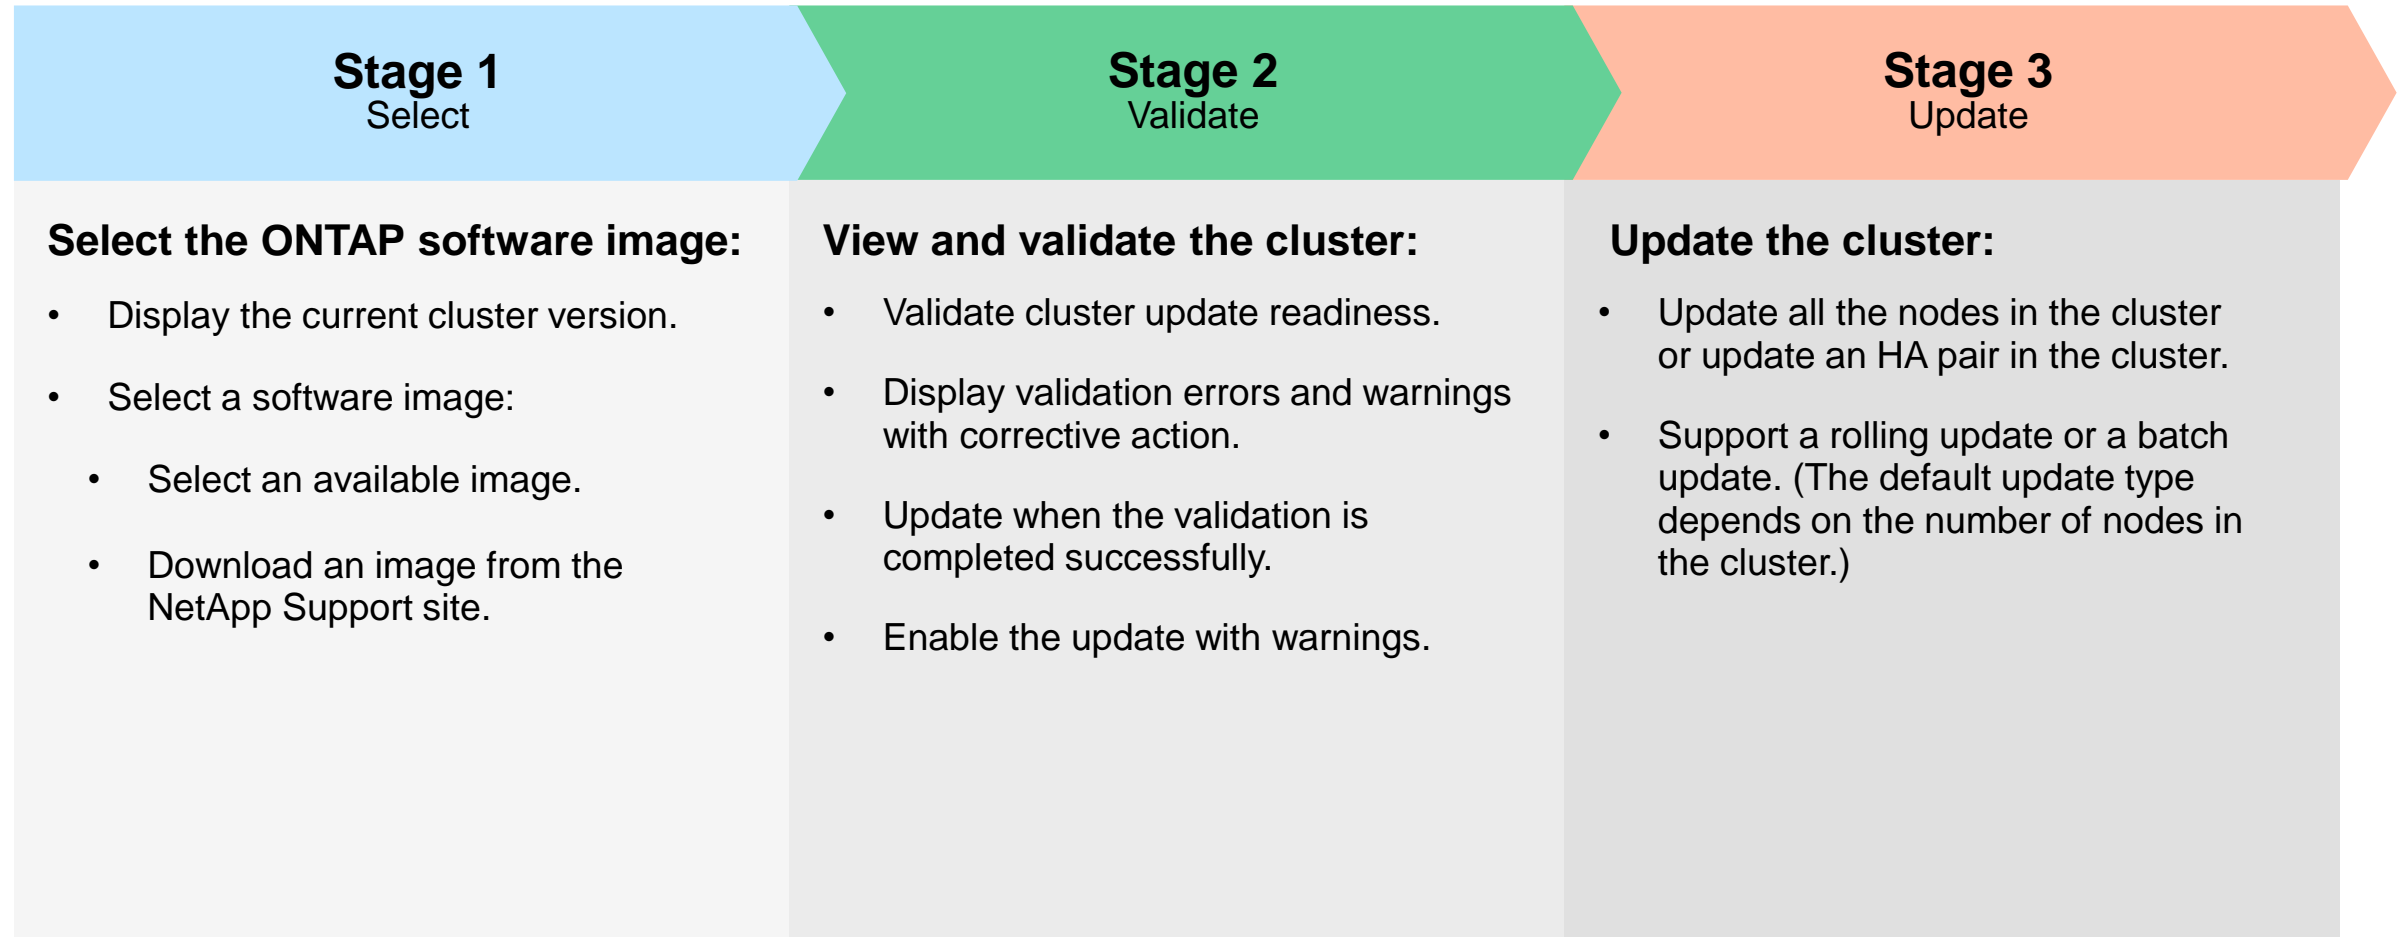 Stage 1
Select
Stage 2
Validate
Stage 3
Update
Select the ONTAP software image:
• Display the current cluster version.
• Select a software image:
• Select an available image.
• Download an image from the
NetApp Support site.
View and validate the cluster:
• Validate cluster update readiness.
• Display validation errors and warnings
with corrective action.
• Update when the validation is
completed successfully.
• Enable the update with warnings.
Update the cluster:
• Update all the nodes in the cluster
or update an HA pair in the cluster.
• Support a rolling update or a batch
update. (The default update type
depends on the number of nodes in
the cluster.)